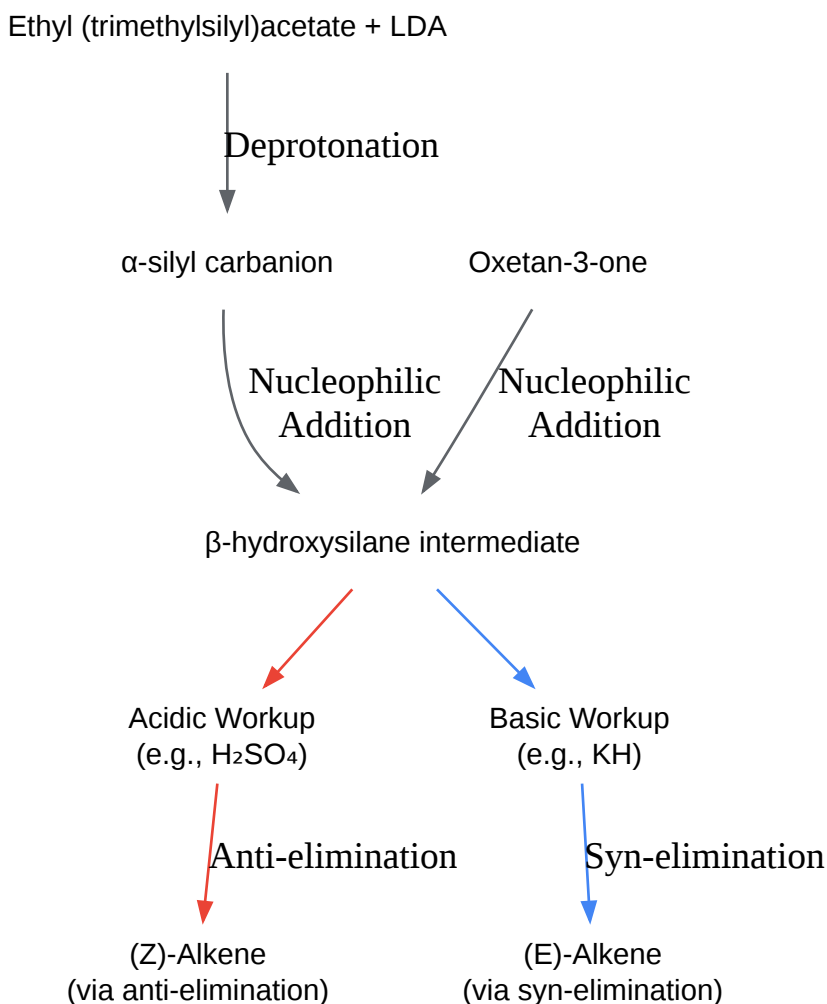 Ethyl (trimethylsilyl)acetate + LDA
Deprotonation
α-silyl carbanion
Oxetan-3-one
Nucleophilic
Addition
Nucleophilic
Addition
β-hydroxysilane intermediate
Acidic Workup
(e.g., H₂SO₄)
Basic Workup
(e.g., KH)
Anti-elimination
Syn-elimination
(Z)-Alkene
(via anti-elimination)
(E)-Alkene
(via syn-elimination)